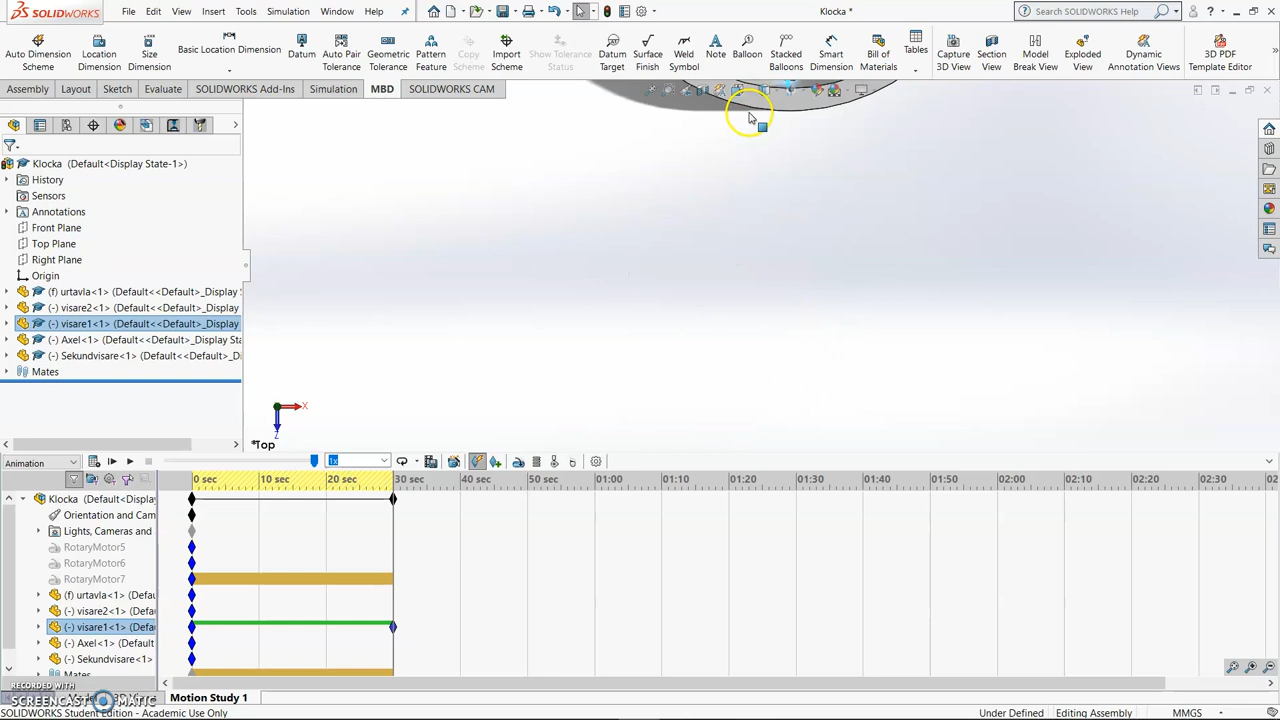 SOLIDWORKS File Edit View Insert Tools Simulation Window Help Klocka * Search SOLIDWORKS Help
Auto Dimension Scheme
Location Dimension
Size Dimension
Basic Location Dimension
Datum
Auto Pair Tolerance
Geometric Tolerance
Pattern Feature
Copy Scheme
Import Scheme
Show Tolerance Status
Datum Target
Surface Finish
Weld Symbol
Note
Balloon
Stacked Balloons
Smart Dimension
Bill of Materials
Tables
Capture 3D View
Section View
Model Break View
Exploded View
Dynamic Annotation Views
3D PDF Template Editor
Assembly Layout Sketch Evaluate SOLIDWORKS Add-Ins Simulation MBD SOLIDWORKS CAM
Klocka (Default<Display State-1>)
History
Sensors
Annotations
Front Plane
Top Plane
Right Plane
Origin
(f) urtavla<1> (Default<<Default>_Display S
(-) visare2<1> (Default<<Default>_Display
(-) visare1<1> (Default<<Default>_Display
(-) Axel<1> (Default<<Default>_Display Sta
(-) Sekundvisare<1> (Default<<Default>_D
Mates
X
Z
*Top
Animation 1x
0 sec 10 sec 20 sec 30 sec 40 sec 50 sec 01:00 01:10 01:20 01:30 01:40 01:50 02:00 02:10 02:20 02:30 02
Klocka (Default<Display
Orientation and Cam
Lights, Cameras and
RotaryMotor5
RotaryMotor6
RotaryMotor7
(f) urtavla<1> (Defau
(-) visare2<1> (Defau
(-) visare1<1> (Defau
(-) Axel<1> (Default<
(-) Sekundvisare<1>
Mates
RECORDED WITH
SCREENCAST MATIC
Motion Study 1
SOLIDWORKS Student Edition - Academic Use Only Under Defined Editing Assembly MMGS